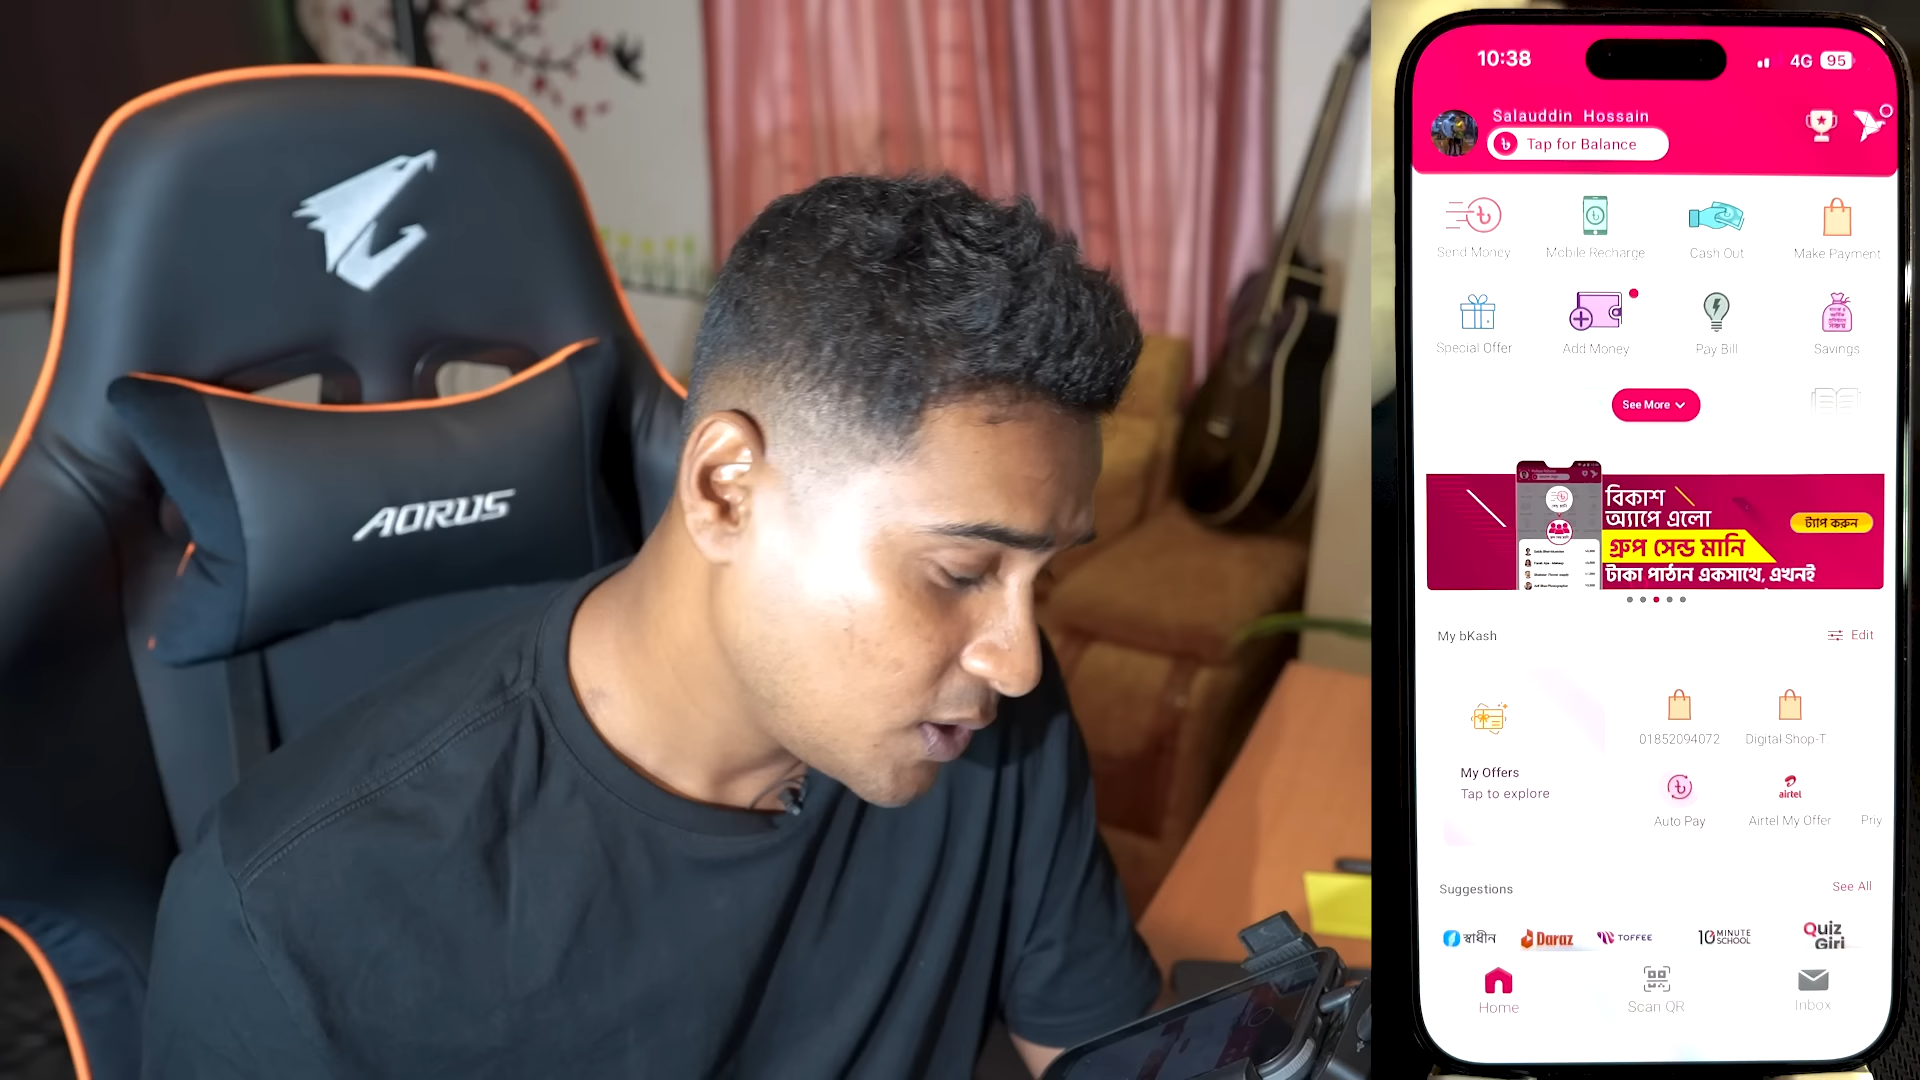 AORUS
10:38
4G 95
Salauddin Hossain
Tap for Balance
Send Money
Mobile Recharge
Cash Out
Make Payment
Special Offer
Add Money
Pay Bill
Savings
See More
বিকাশ
অ্যাপে এলো
গ্রুপ সেন্ড মানি
টাকা পাঠান একসাথে, এখনই
ট্যাপ করুন
My bKash
Edit
My Offers
Tap to explore
01852094072
Digital Shop-T
Auto Pay
airtel
Airtel My Offer
Priy
Suggestions
See All
স্বাধীন
Daraz
TOFFEE
10 MINUTE SCHOOL
Quiz Giri
Home
Scan QR
Inbox